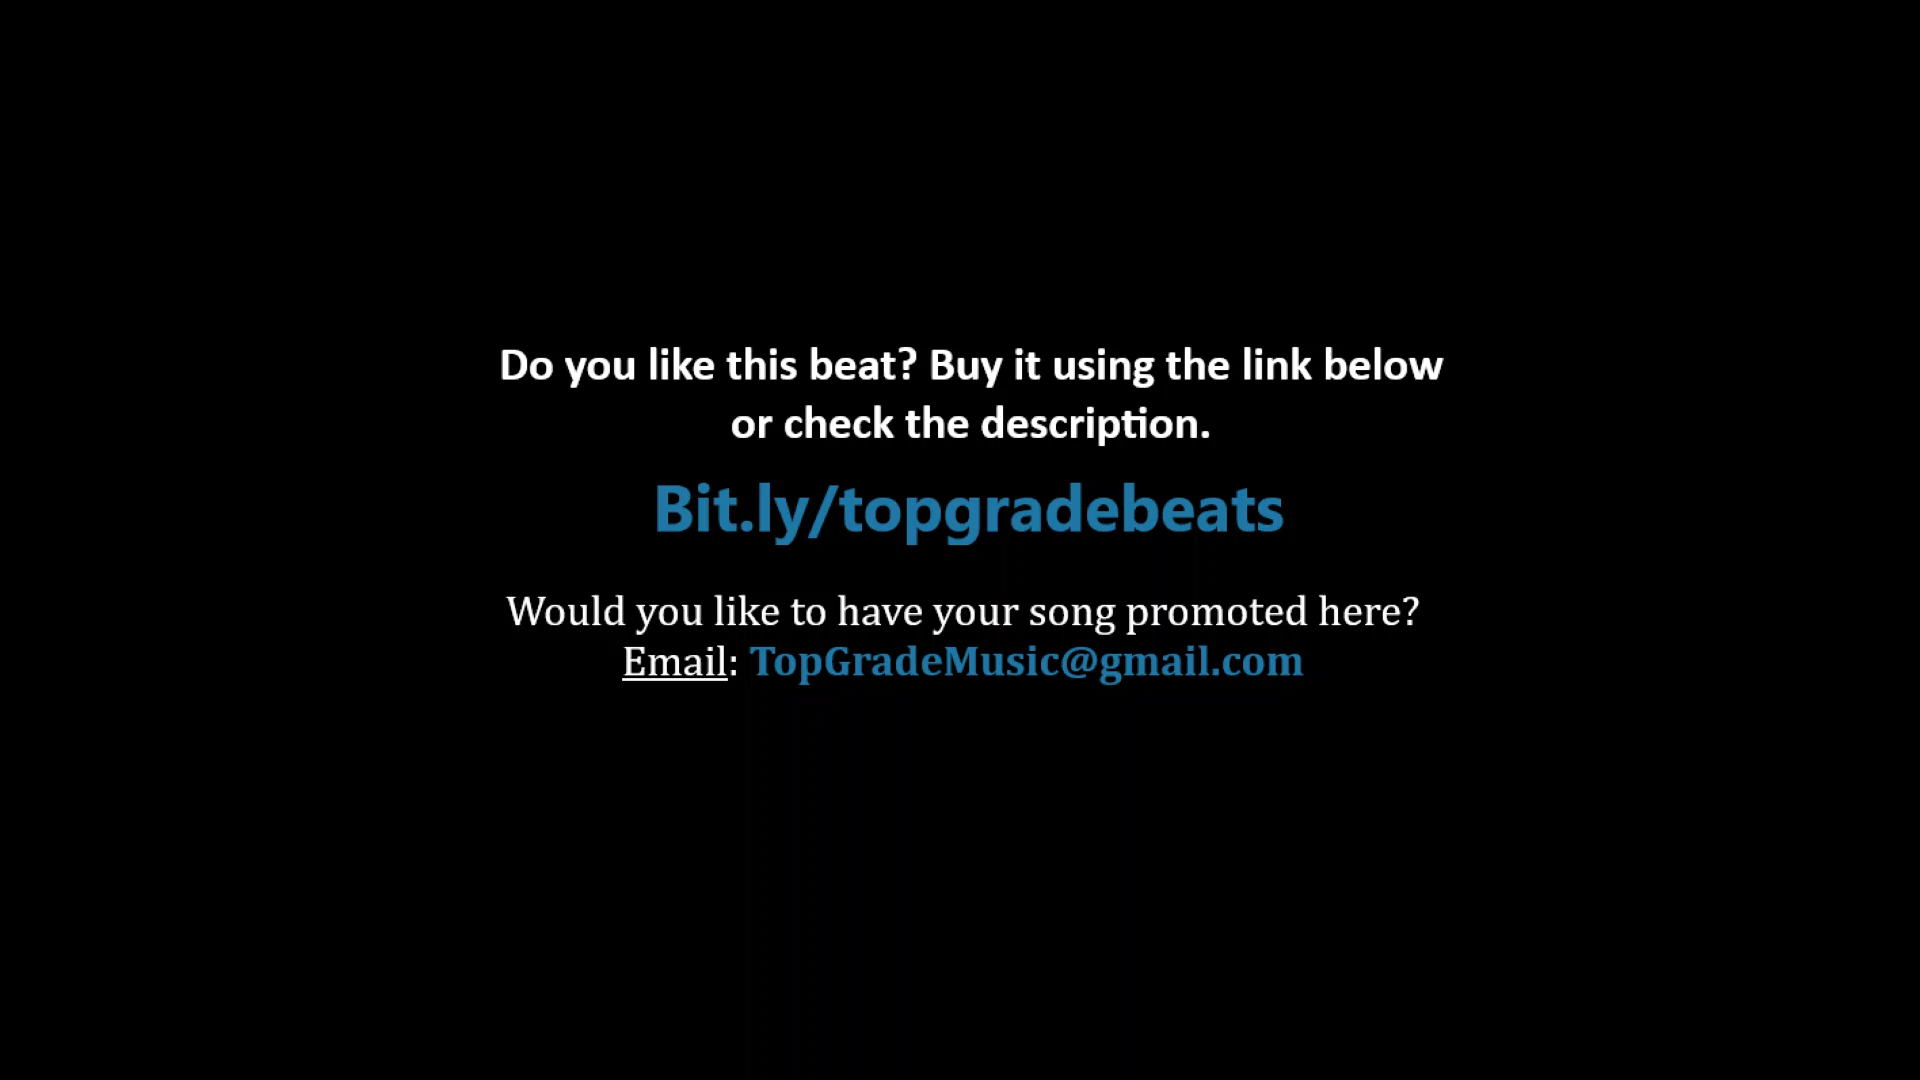 Do you like this beat? Buy it using the link below
or check the description.
Bit.ly/topgradebeats
Would you like to have your song promoted here?
Email: TopGradeMusic@gmail.com